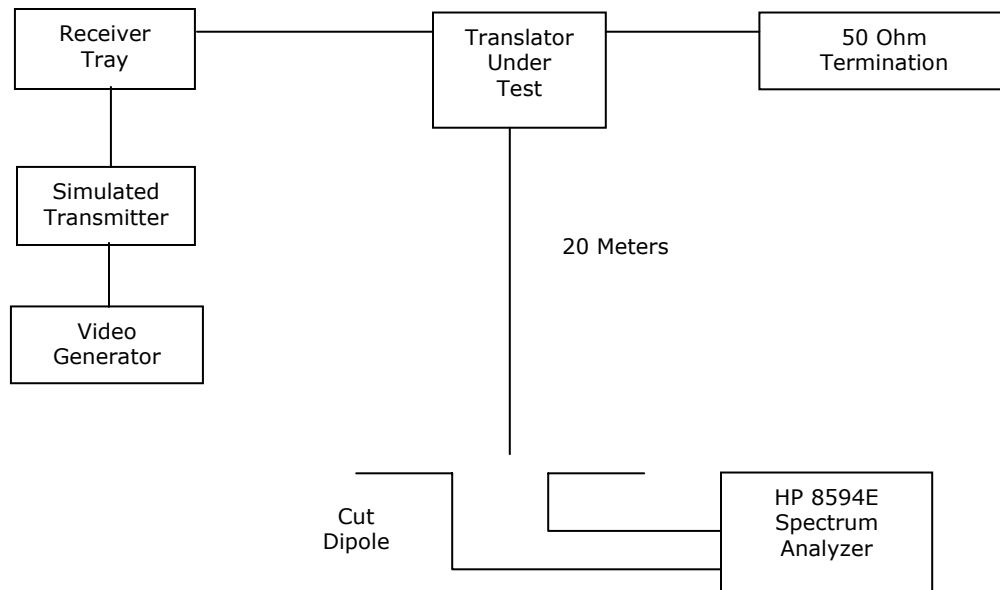 Receiver
Tray
Translator
Under
Test
50 Ohm
Termination
Simulated
Transmitter
20 Meters
Video
Generator
Cut
Dipole
HP 8594E
Spectrum
Analyzer